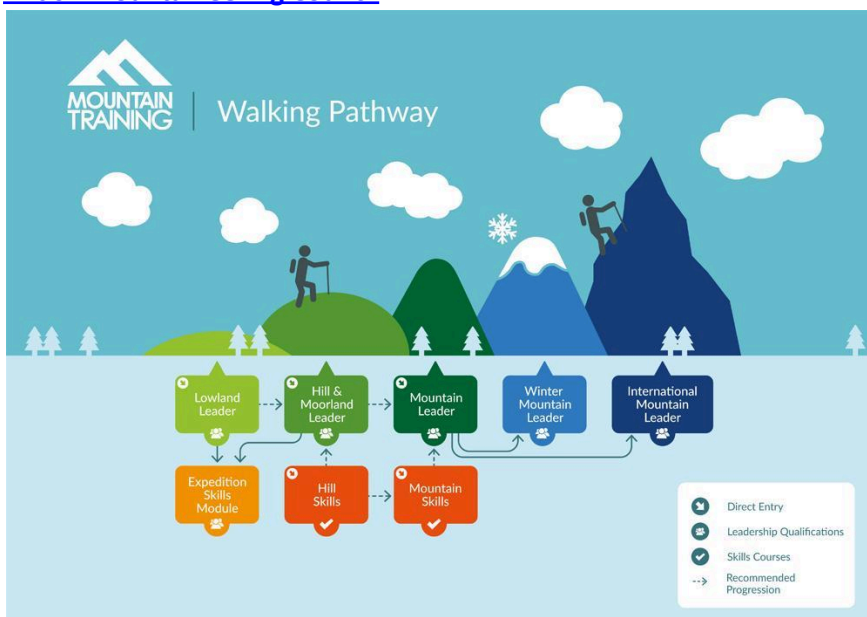 MOUNTAIN
TRAINING
Walking Pathway
Lowland
Leader
Hill &
Moorland
Leader
Mountain
Leader
Winter
Mountain
Leader
International
Mountain
Leader
Expedition
Skills
Module
Hill
Skills
Mountain
Skills
Direct Entry
Leadership Qualifications
Skills Courses
Recommended
Progression